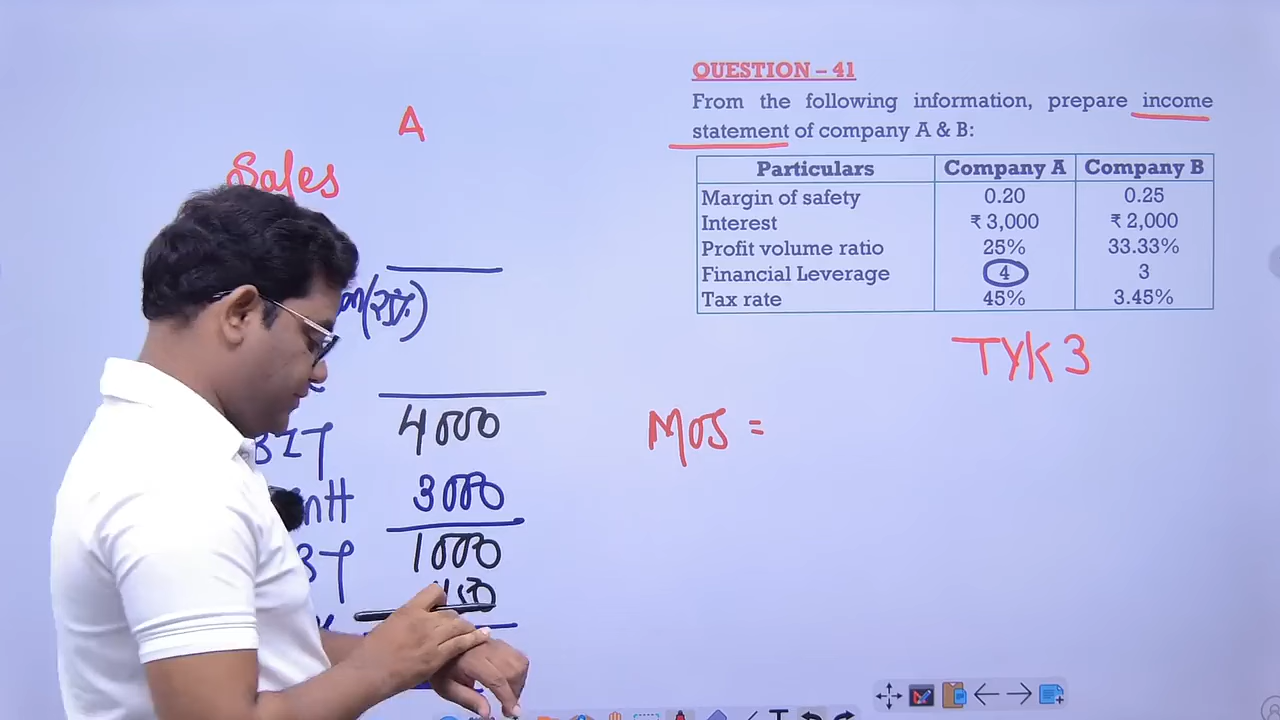 QUESTION – 41
From the following information, prepare income
statement of company A & B:
Particulars Company A Company B
Margin of safety 0.20 0.25
Interest ₹ 3,000 ₹ 2,000
Profit volume ratio 25% 33.33%
Financial Leverage 4 3
Tax rate 45% 3.45%
TYK 3
MOS =
A
Sales
4000
3000
1000